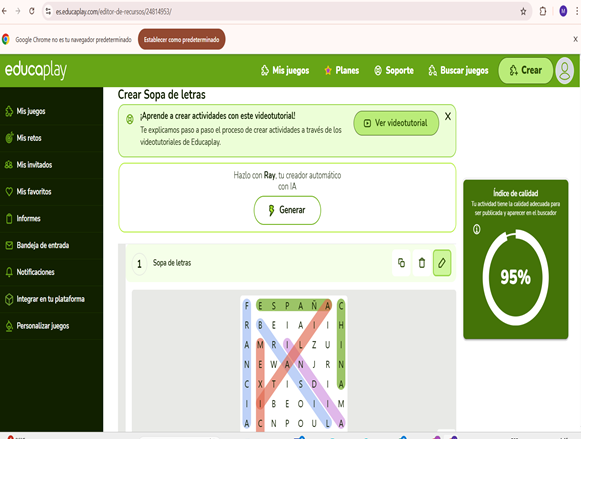 es.educaplay.com/editor-de-recursos/24814953/
M
Google Chrome no es tu navegador predeterminado
Establecer como predeterminado
x
educaplay
Mis juegos
Planes
Soporte
Buscar juegos
Crear
Mis juegos
Mis retos
Mis invitados
Mis favoritos
Informes
Bandeja de entrada
Notificaciones
Integrar en tu plataforma
Personalizar juegos
Crear Sopa de letras
¡Aprende a crear actividades con este videotutorial!
Te explicamos paso a paso el proceso de crear actividades a través de los
videotutoriales de Educaplay.
Ver videotutorial
X
Hazlo con Ray, tu creador automático
con IA
Generar
1 Sopa de letras
F E S P A Ñ A C
R B E I A I I H
A M R I L Z U I
N E W A N J R N
C X T I S D I A
I I B E O I I M
A C N P O U L A
Índice de calidad
Tu actividad tiene la calidad adecuada para
ser publicada y aparecer en el buscador
95%